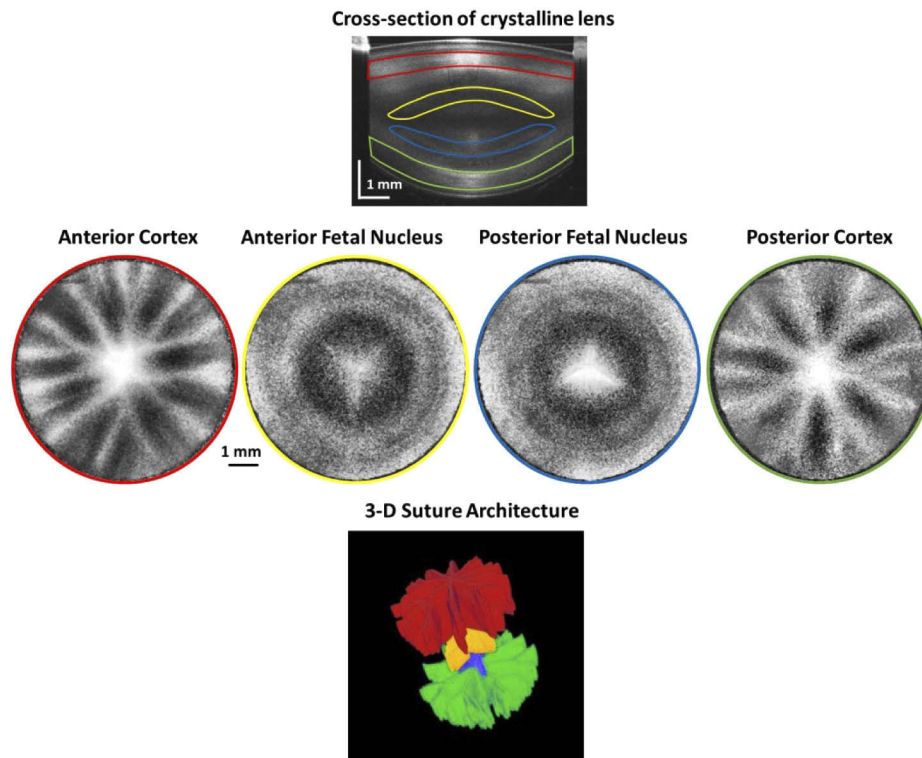 Cross-section of crystalline lens
1 mm
Anterior Cortex
Anterior Fetal Nucleus
Posterior Fetal Nucleus
Posterior Cortex
1 mm
3-D Suture Architecture